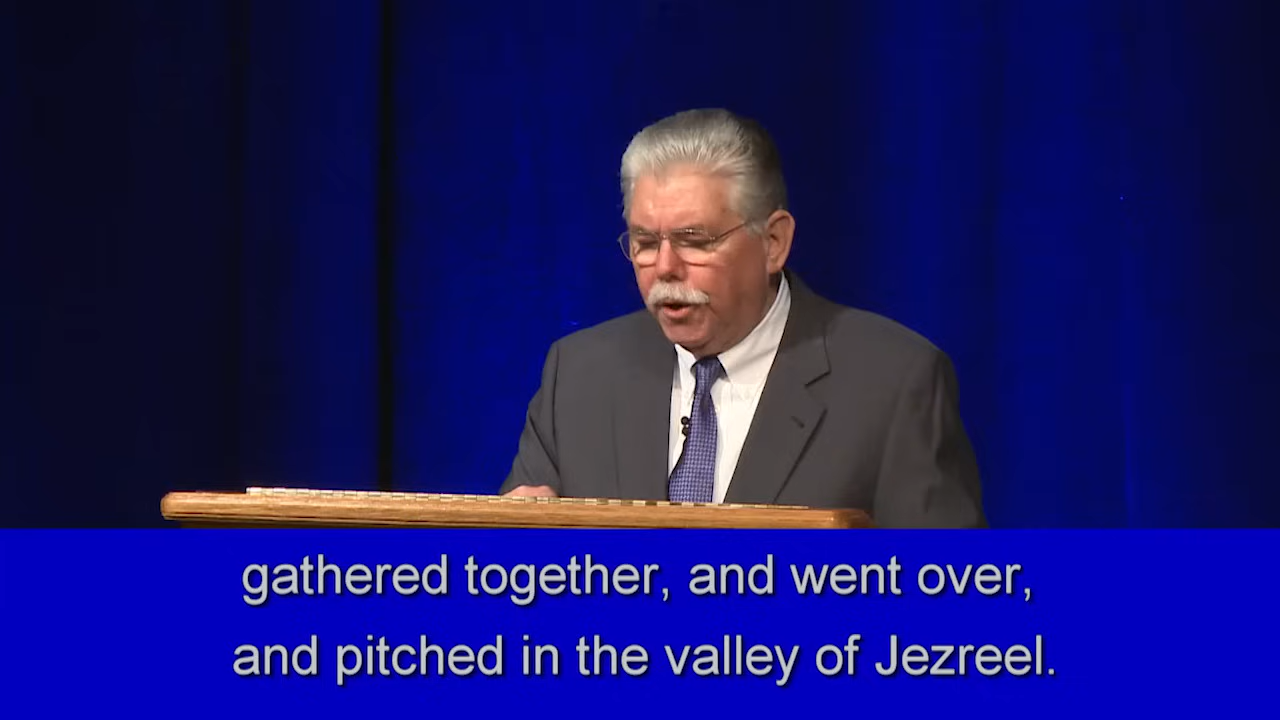 gathered together, and went over,
and pitched in the valley of Jezreel.